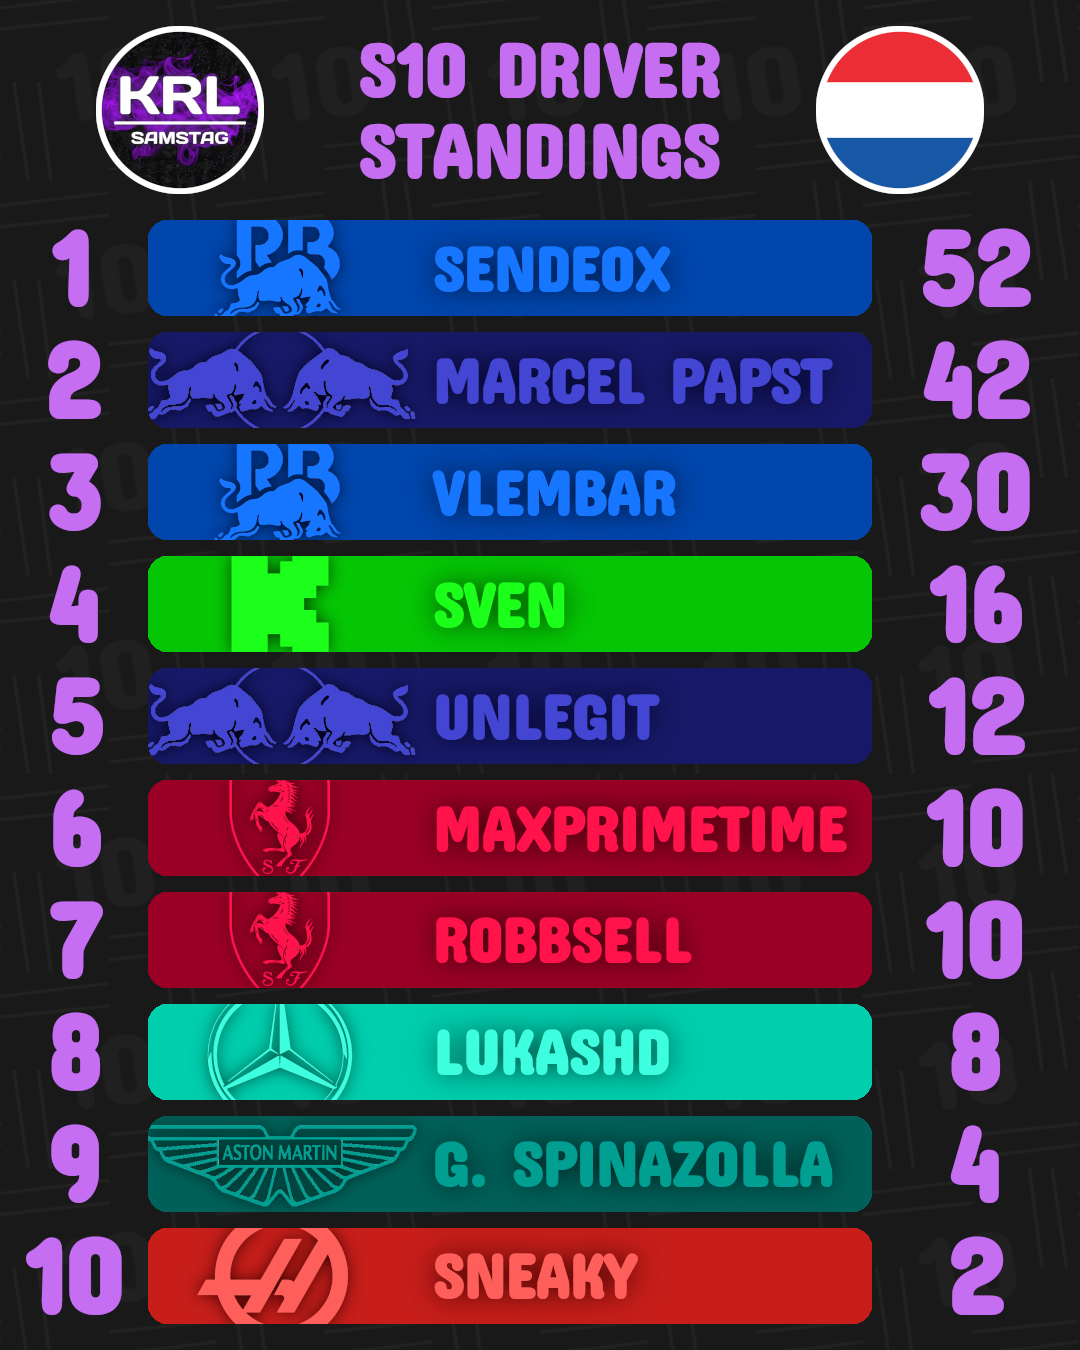 KRL
SAMSTAG
S10 DRIVER
STANDINGS
1 RB SENDEOX 52
2 MARCEL PAPST 42
3 RB VLEMBAR 30
4 K SVEN 16
5 UNLEGIT 12
6 S F MAXPRIMETIME 10
7 S F ROBBSELL 10
8 LUKASHD 8
9 ASTON MARTIN G. SPINAZOLLA 4
10 H SNEAKY 2